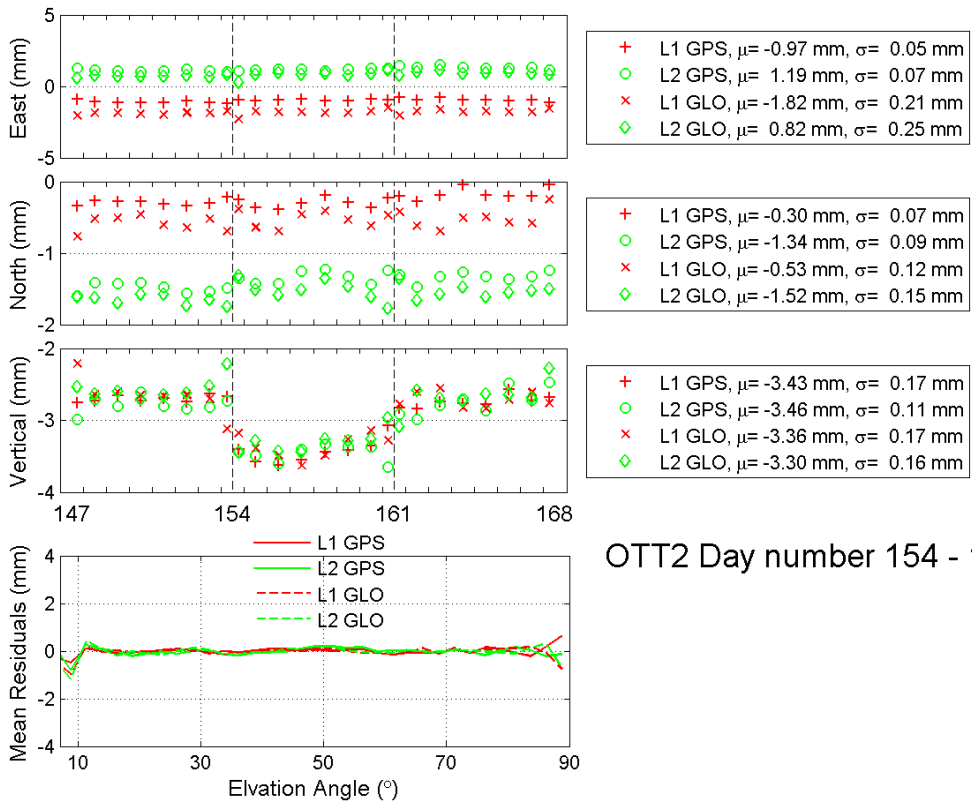 East (mm)
5
0
-5
+ L1 GPS, μ= -0.97 mm, σ= 0.05 mm
○ L2 GPS, μ= 1.19 mm, σ= 0.07 mm
× L1 GLO, μ= -1.82 mm, σ= 0.21 mm
◇ L2 GLO, μ= 0.82 mm, σ= 0.25 mm
North (mm)
0
-1
-2
+ L1 GPS, μ= -0.30 mm, σ= 0.07 mm
○ L2 GPS, μ= -1.34 mm, σ= 0.09 mm
× L1 GLO, μ= -0.53 mm, σ= 0.12 mm
◇ L2 GLO, μ= -1.52 mm, σ= 0.15 mm
Vertical (mm)
-2
-3
-4
+ L1 GPS, μ= -3.43 mm, σ= 0.17 mm
○ L2 GPS, μ= -3.46 mm, σ= 0.11 mm
× L1 GLO, μ= -3.36 mm, σ= 0.17 mm
◇ L2 GLO, μ= -3.30 mm, σ= 0.16 mm
147 154 161 168
OTT2 Day number 154 -
Mean Residuals (mm)
4
2
0
-2
-4
L1 GPS
L2 GPS
L1 GLO
L2 GLO
10 30 50 70 90
Elvation Angle (°)